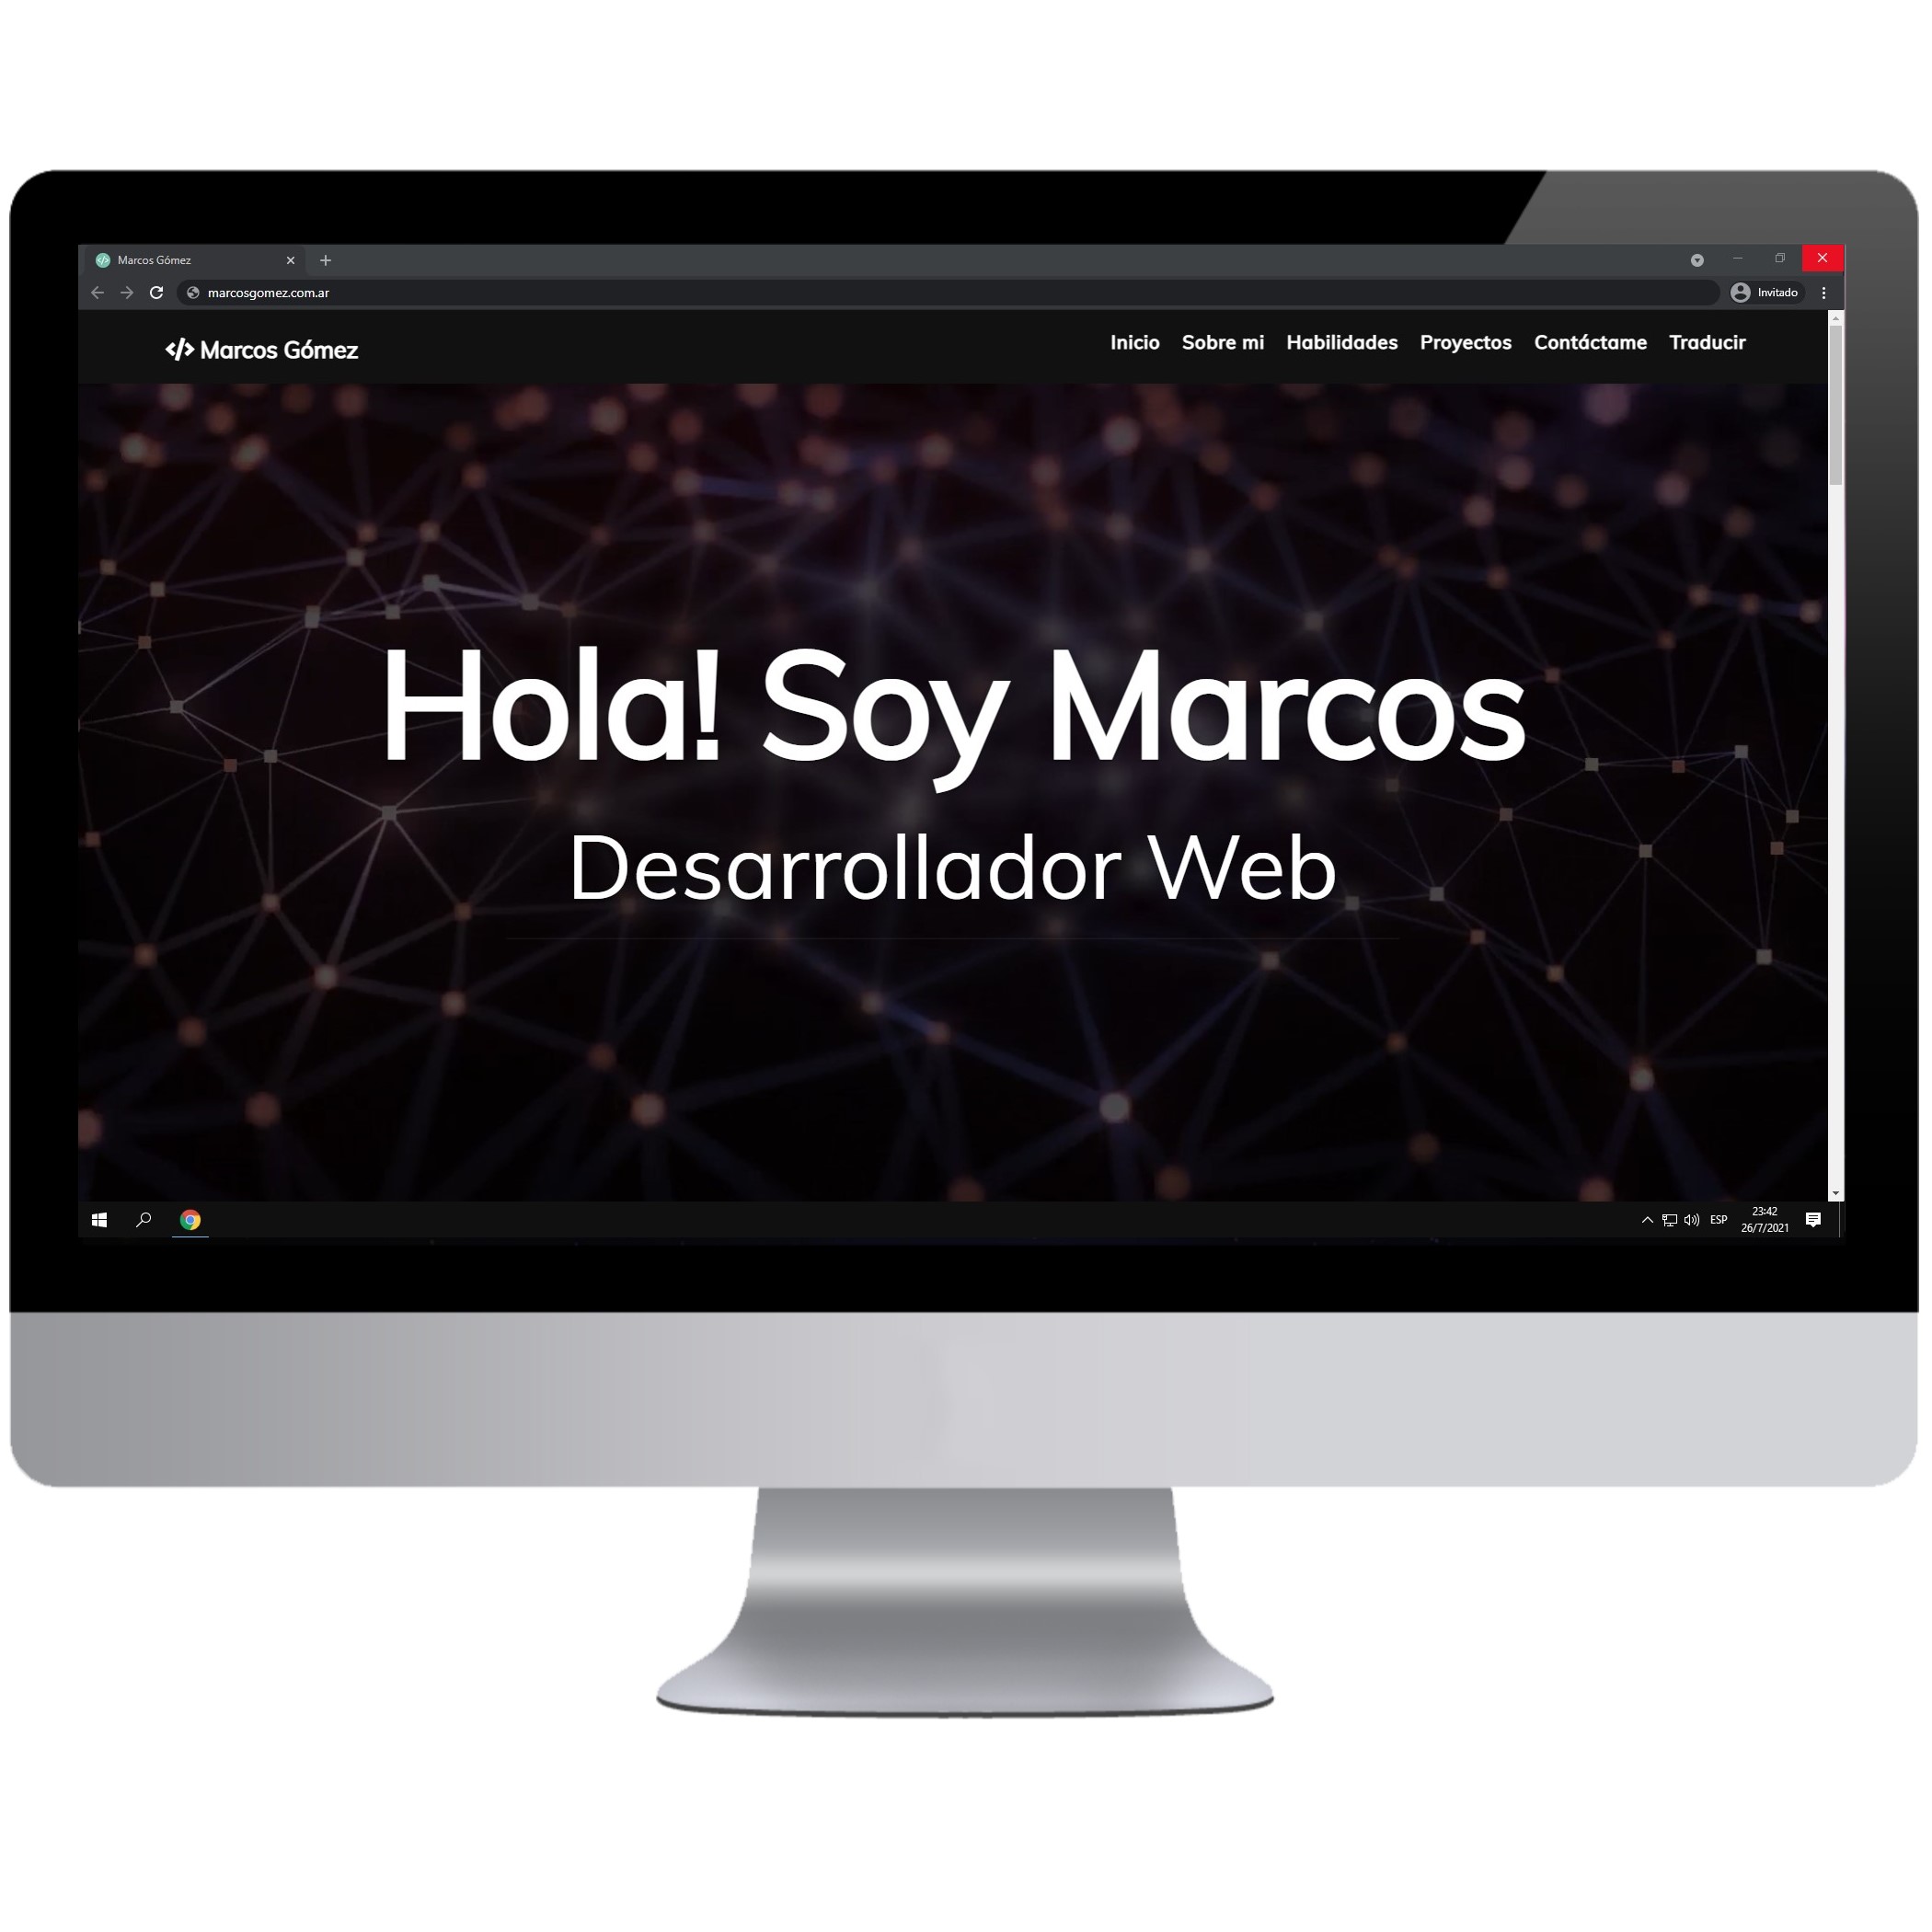 Marcos Gómez
marcosgomez.com.ar
Invitado
</> Marcos Gómez
Inicio Sobre mi Habilidades Proyectos Contáctame Traducir
Hola! Soy Marcos
Desarrollador Web
ESP
23:42
26/7/2021